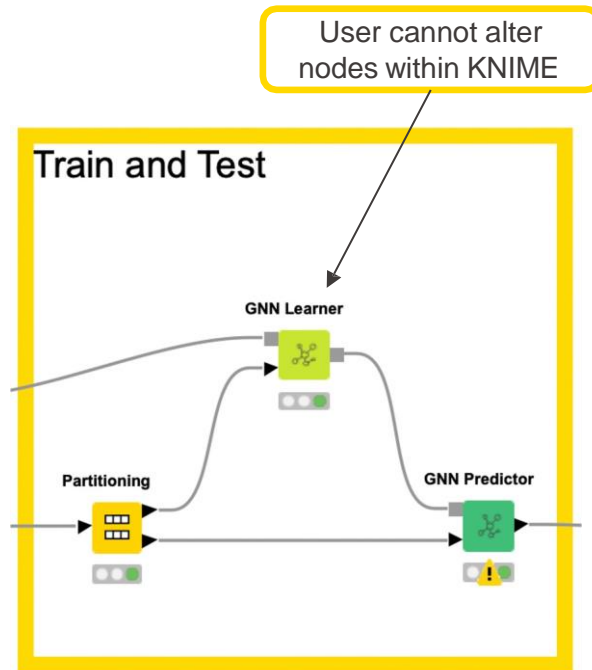 User cannot alter
nodes within KNIME
Train and Test
GNN Learner
Partitioning
GNN Predictor